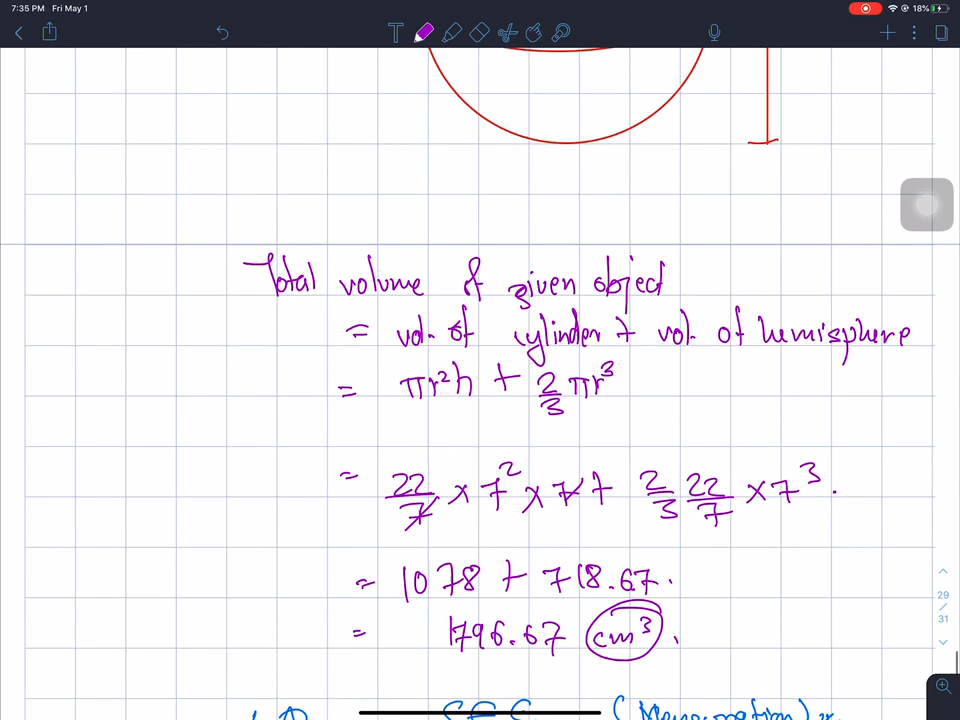 7:35 PM Fri May 1
18%
T
Total volume of given object
= vol. of cylinder + vol. of hemisphere
= πr²h + 2/3 πr³
= 22/7 × 7² × 7 + 2/3 22/7 × 7³.
= 1078 + 718.67.
= 1796.67 cm³.
29
/
31
(Mensuration)